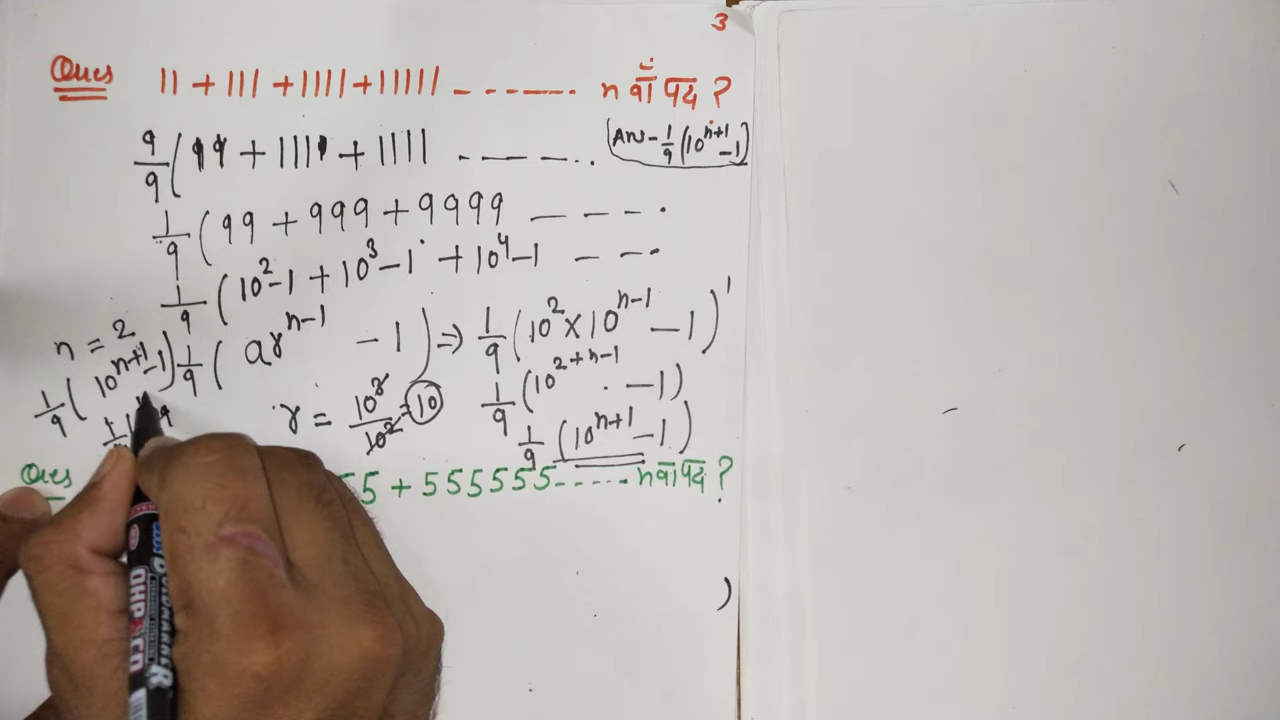 3
Ques 11 + 111 + 1111 + 11111 ------- n वाँ पद ?
(Ans - 1/9 (10^{n+1} - 1)
9/9 ( 11 + 1111 + 1111 -------
1/9 ( 99 + 999 + 9999 ----
1/9 ( 10^2 - 1 + 10^3 - 1 + 10^4 - 1 ---
1/9 ( ar^{n-1} - 1 ) ⇒ 1/9 ( 10^2 × 10^{n-1} - 1 )
n = 2
1/9 ( 10^{n+1} - 1 )
r = 10^3/10^2 = 10
1/9 ( 10^{2+n-1} - 1 )
1/9 ( 10^{n+1} - 1 )
Ques 55 + 555555 ----- n वाँ पद ?
)
OHP